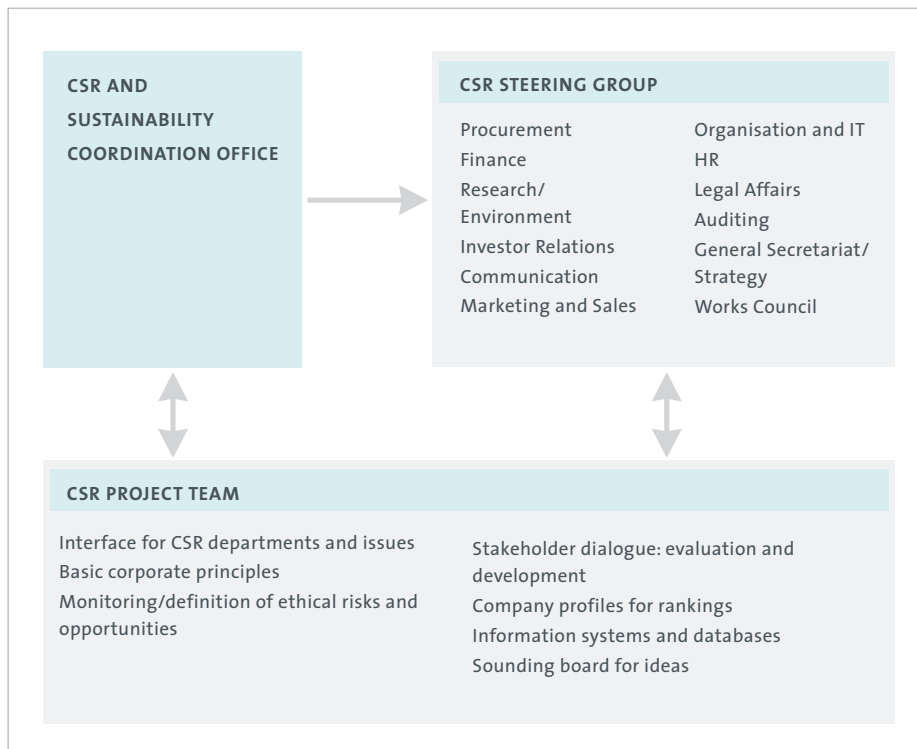 CSR AND
SUSTAINABILITY
COORDINATION OFFICE
CSR STEERING GROUP
Procurement
Finance
Research/
Environment
Investor Relations
Communication
Marketing and Sales
Organisation and IT
HR
Legal Affairs
Auditing
General Secretariat/
Strategy
Works Council
CSR PROJECT TEAM
Interface for CSR departments and issues
Basic corporate principles
Monitoring/definition of ethical risks and
opportunities
Stakeholder dialogue: evaluation and
development
Company profiles for rankings
Information systems and databases
Sounding board for ideas